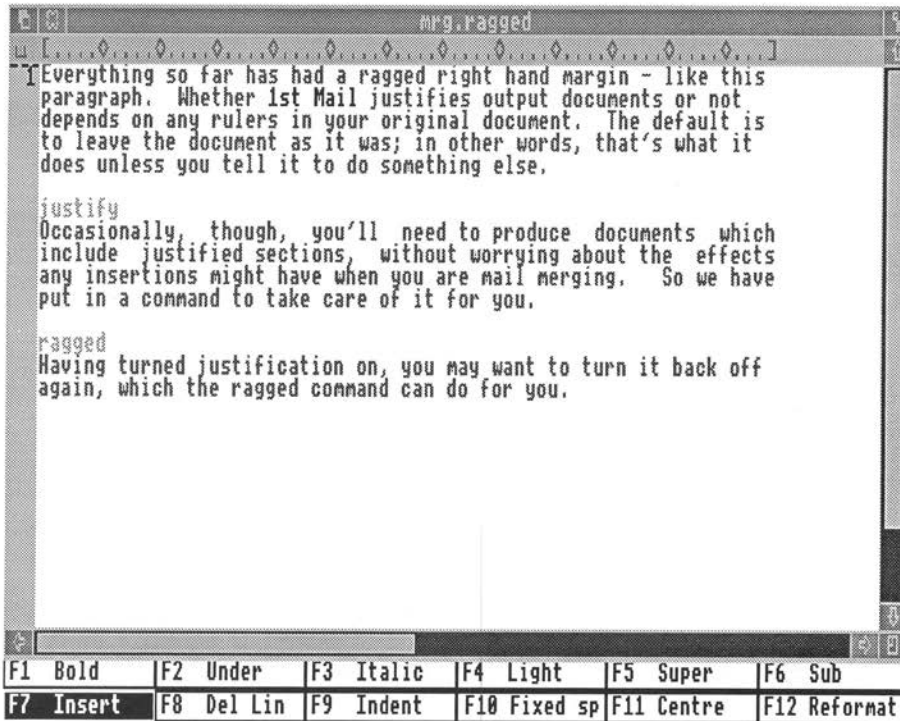 mrg.ragged
1
Everything so far has had a ragged right hand margin - like this
paragraph.  Whether 1st Mail justifies output documents or not
depends on any rulers in your original document.  The default is
to leave the document as it was; in other words, that's what it
does unless you tell it to do something else.
justify
Occasionally,  though,  you'll  need to produce  documents  which
include  justified sections,  without worrying about the  effects
any insertions might have when you are mail merging.   So we have
put in a command to take care of it for you.
ragged
Having turned justification on, you may want to turn it back off
again, which the ragged command can do for you.
F1 Bold F2 Under F3 Italic F4 Light F5 Super F6 Sub
F7 Insert F8 Del Lin F9 Indent F10 Fixed sp F11 Centre F12 Reformat